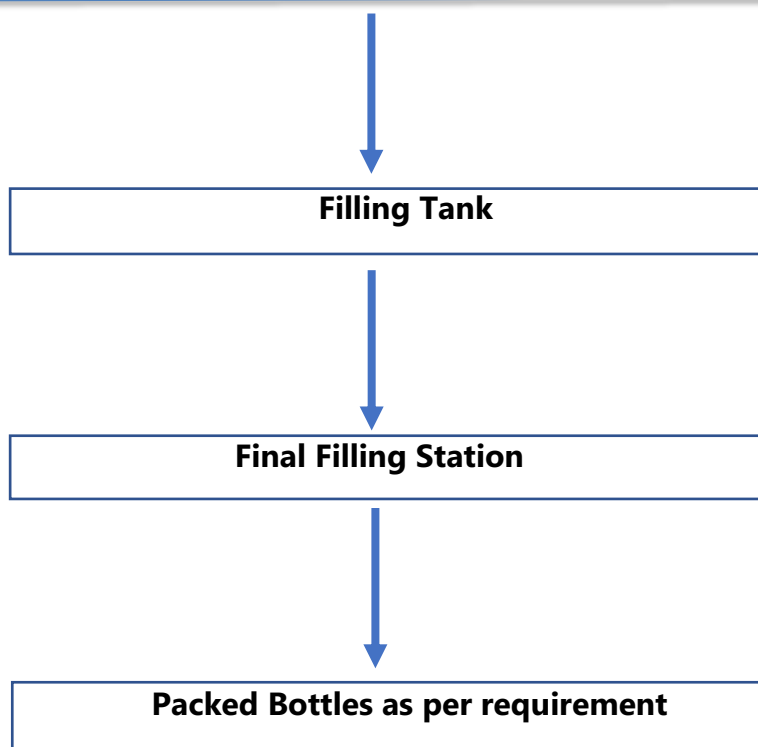 Filling Tank
Final Filling Station
Packed Bottles as per requirement